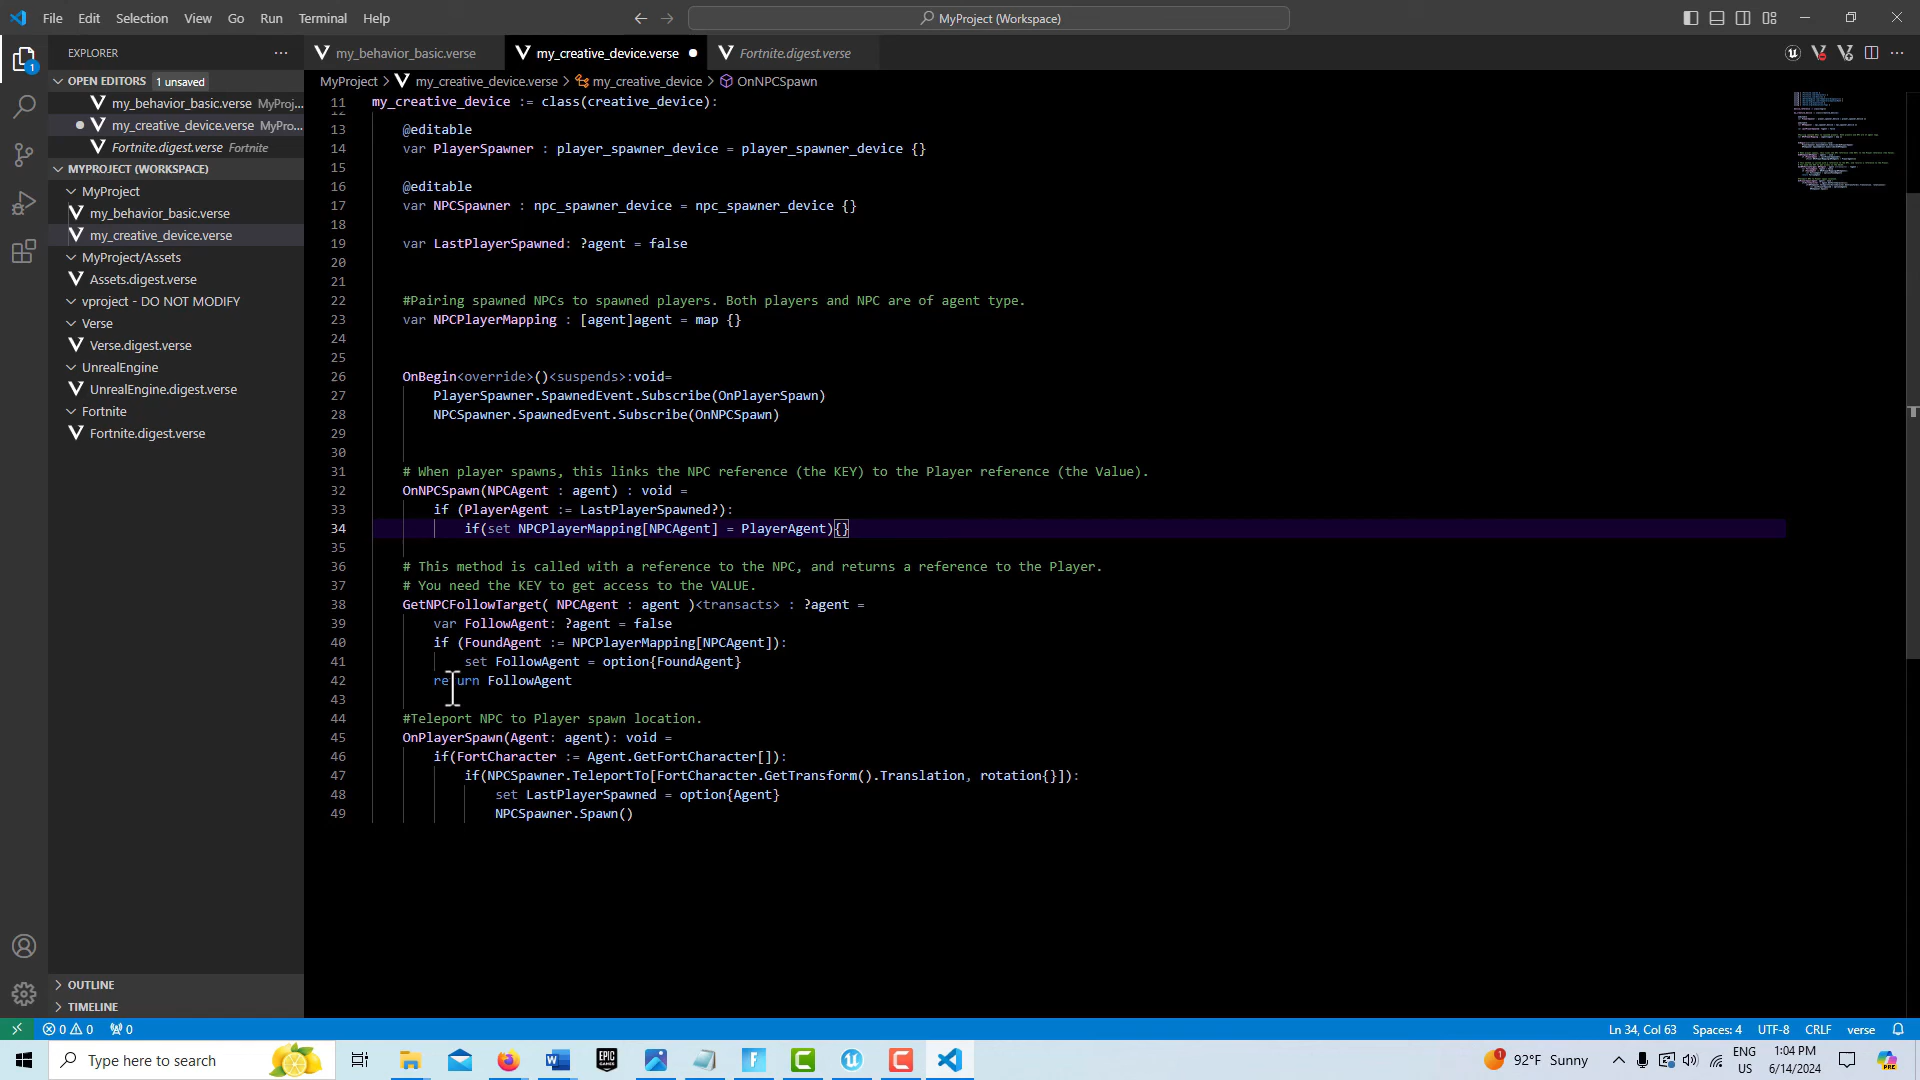 File Edit Selection View Go Run Terminal Help
MyProject (Workspace)
EXPLORER
OPEN EDITORS 1 unsaved
my_behavior_basic.verse MyProj...
my_creative_device.verse MyPro...
Fortnite.digest.verse Fortnite
MYPROJECT (WORKSPACE)
MyProject
my_behavior_basic.verse
my_creative_device.verse
MyProject/Assets
Assets.digest.verse
vproject - DO NOT MODIFY
Verse
Verse.digest.verse
UnrealEngine
UnrealEngine.digest.verse
Fortnite
Fortnite.digest.verse
OUTLINE
TIMELINE
my_behavior_basic.verse my_creative_device.verse Fortnite.digest.verse
MyProject > my_creative_device.verse > my_creative_device > OnNPCSpawn
11 my_creative_device := class(creative_device):
12
13 @editable
14 var PlayerSpawner : player_spawner_device = player_spawner_device {}
15
16 @editable
17 var NPCSpawner : npc_spawner_device = npc_spawner_device {}
18
19 var LastPlayerSpawned: ?agent = false
20
21
22 #Pairing spawned NPCs to spawned players. Both players and NPC are of agent type.
23 var NPCPlayerMapping : [agent]agent = map {}
24
25
26 OnBegin<override>()<suspends>:void=
27 PlayerSpawner.SpawnedEvent.Subscribe(OnPlayerSpawn)
28 NPCSpawner.SpawnedEvent.Subscribe(OnNPCSpawn)
29
30
31 # When player spawns, this links the NPC reference (the KEY) to the Player reference (the Value).
32 OnNPCSpawn(NPCAgent : agent) : void =
33 if (PlayerAgent := LastPlayerSpawned?):
34 if(set NPCPlayerMapping[NPCAgent] = PlayerAgent){}
35
36 # This method is called with a reference to the NPC, and returns a reference to the Player.
37 # You need the KEY to get access to the VALUE.
38 GetNPCFollowTarget( NPCAgent : agent )<transacts> : ?agent =
39 var FollowAgent: ?agent = false
40 if (FoundAgent := NPCPlayerMapping[NPCAgent]):
41 set FollowAgent = option{FoundAgent}
42 return FollowAgent
43
44 #Teleport NPC to Player spawn location.
45 OnPlayerSpawn(Agent: agent): void =
46 if(FortCharacter := Agent.GetFortCharacter[]):
47 if(NPCSpawner.TeleportTo[FortCharacter.GetTransform().Translation, rotation{}]):
48 set LastPlayerSpawned = option{Agent}
49 NPCSpawner.Spawn()
0 0 0 Ln 34, Col 63 Spaces: 4 UTF-8 CRLF verse
Type here to search 92°F Sunny ENG US 1:04 PM 6/14/2024